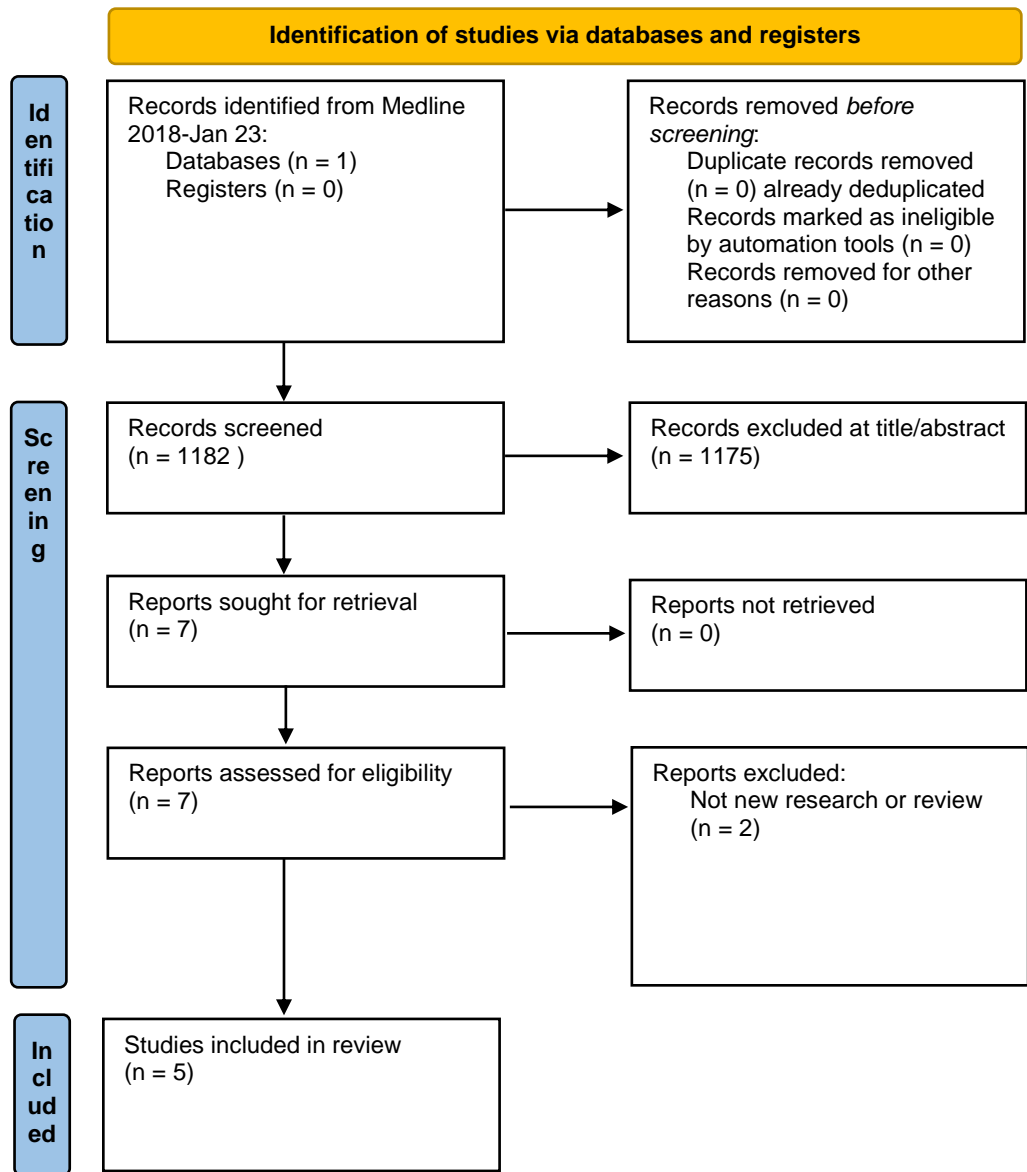 Identification of studies via databases and registers
Id
en
tifi
ca
tio
n
Records identified from Medline
2018-Jan 23:
Databases (n = 1)
Registers (n = 0)
Records removed before
screening:
Duplicate records removed
(n = 0) already deduplicated
Records marked as ineligible
by automation tools (n = 0)
Records removed for other
reasons (n = 0)
Sc
re
en
in
g
Records screened
(n = 1182 )
Records excluded at title/abstract
(n = 1175)
Reports sought for retrieval
(n = 7)
Reports not retrieved
(n = 0)
Reports assessed for eligibility
(n = 7)
Reports excluded:
Not new research or review
(n = 2)
In
cl
ud
ed
Studies included in review
(n = 5)